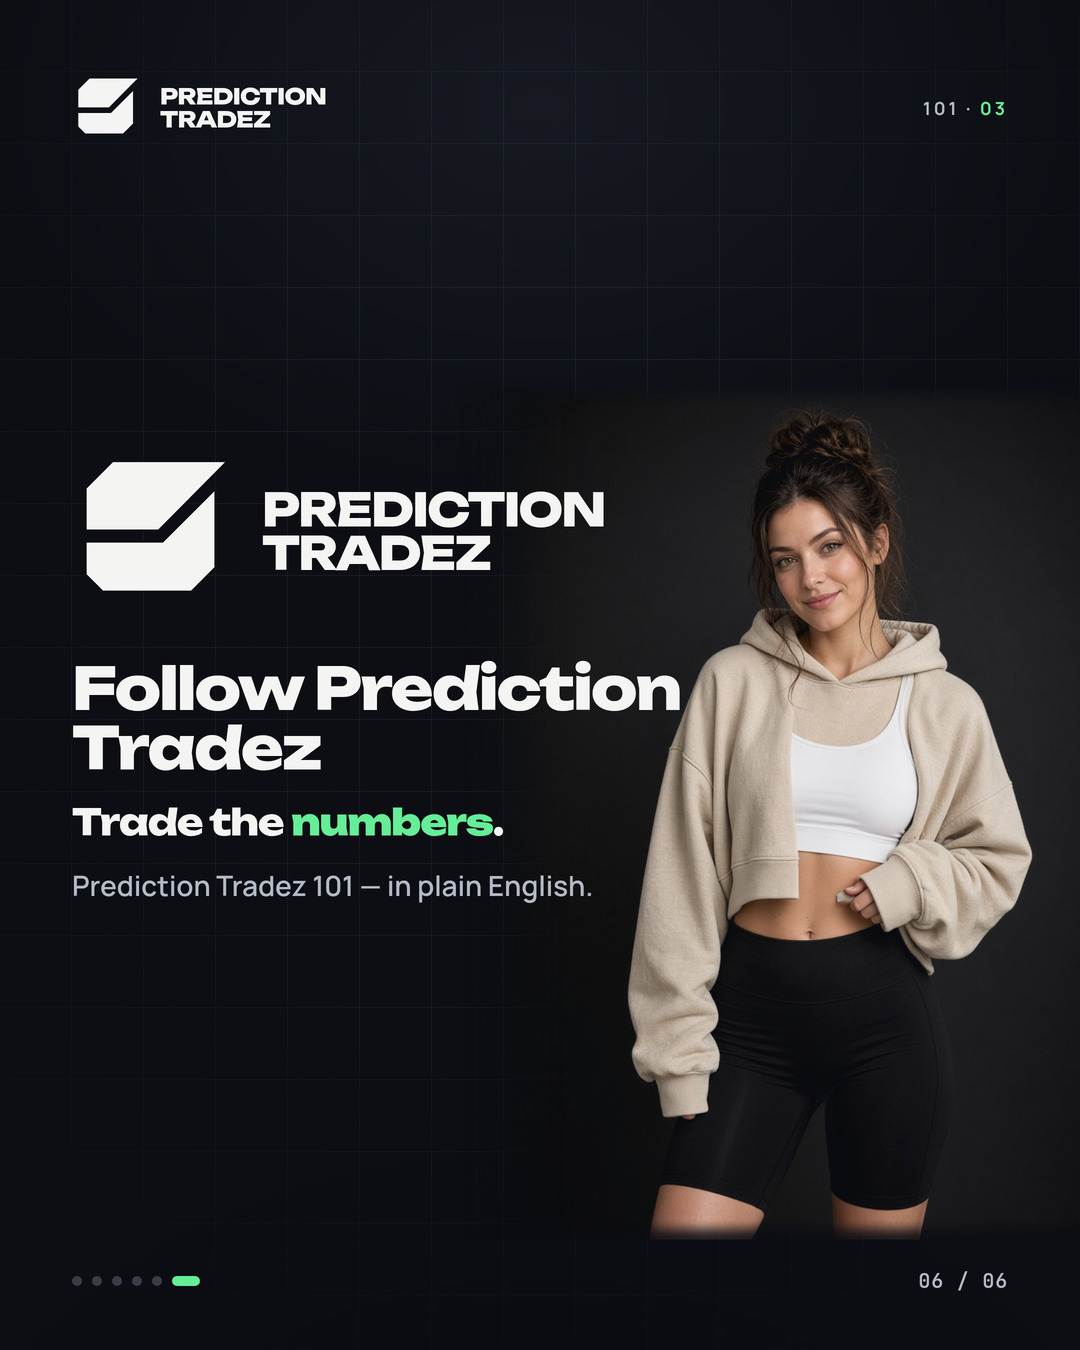 PREDICTION
TRADEZ
101 · 03
PREDICTION
TRADEZ
Follow Prediction
Tradez
Trade the numbers.
Prediction Tradez 101 — in plain English.
06 / 06